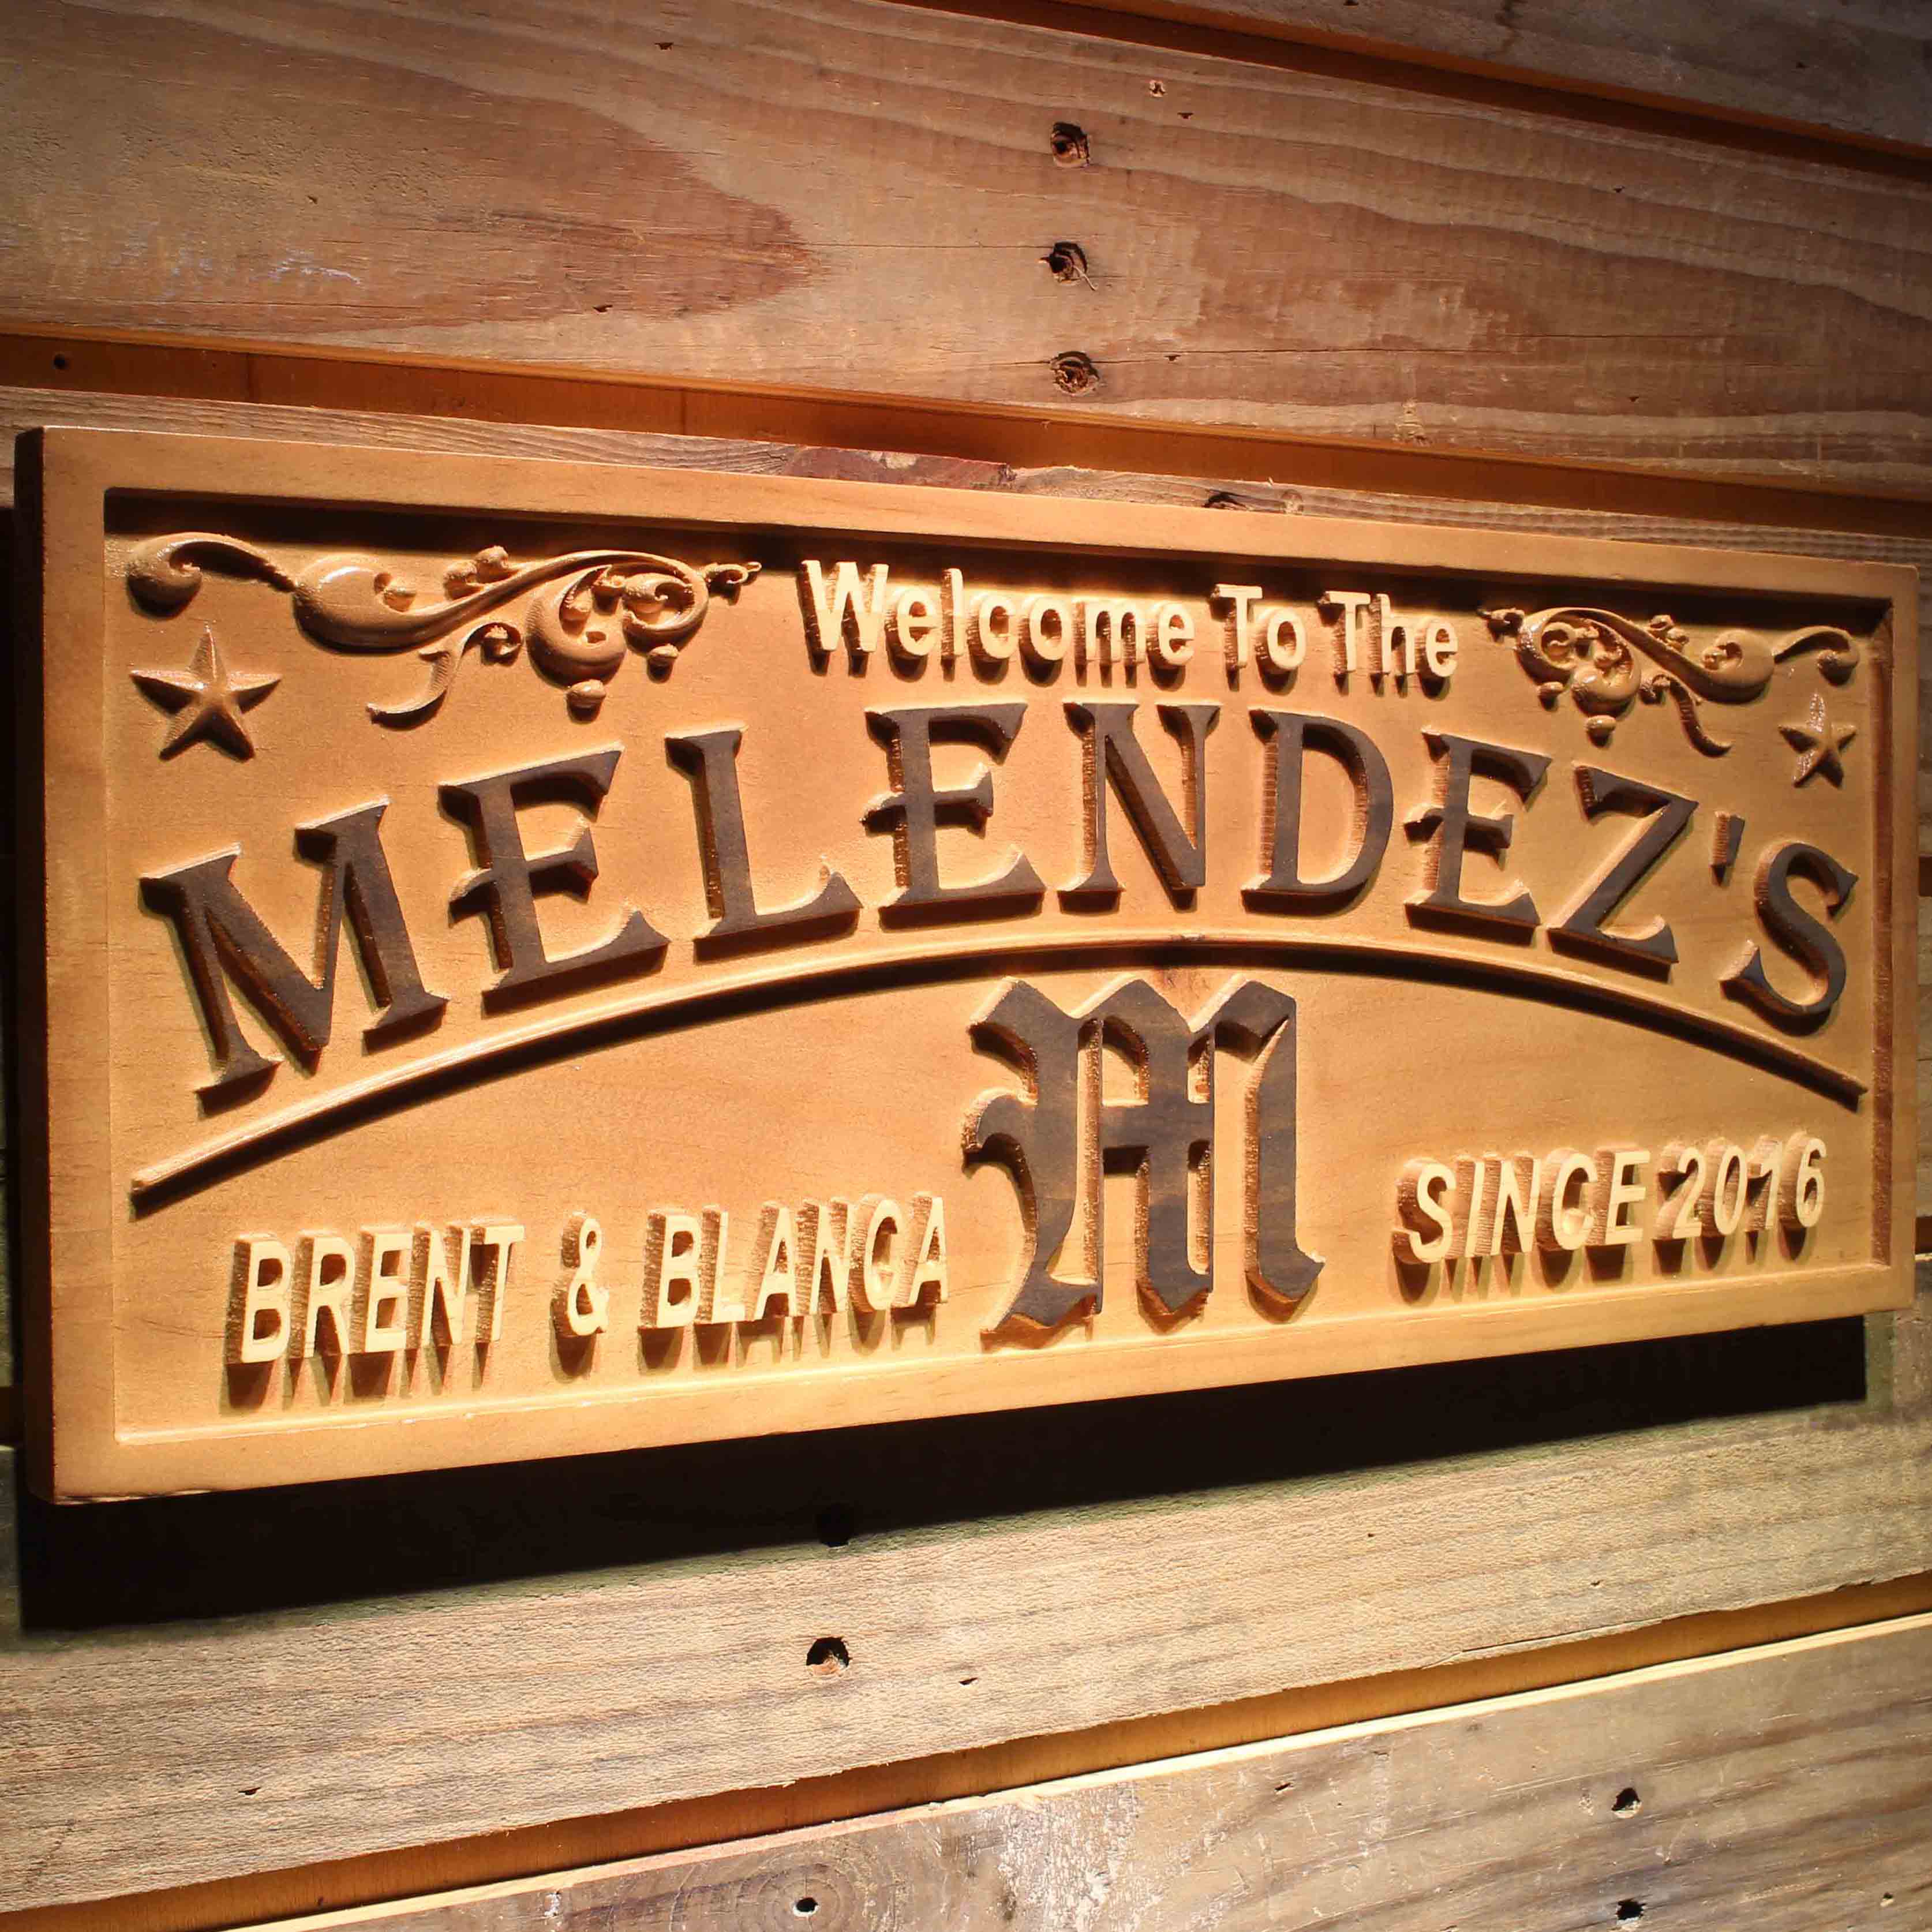 Welcome To The
MELENDEZ'S
M
BRENT & BLANCA
SINCE 2016